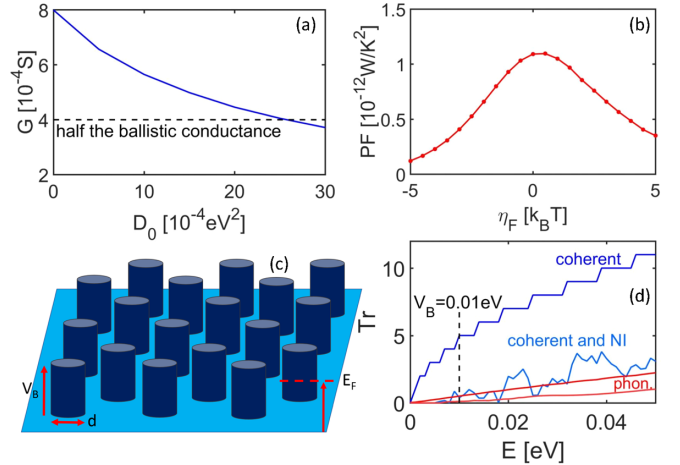 (a)
8
6
4
2
G [10⁻⁴S]
half the ballistic conductance
0 10 20 30
D₀ [10⁻⁴eV²]
(b)
1.5
1
0.5
0
PF [10⁻¹²W/K²]
-5 0 5
η_F [k_BT]
(c)
V_B
d
E_F
(d)
10
5
0
Tr
coherent
V_B=0.01eV
coherent and NI
phon.
0 0.02 0.04
E [eV]